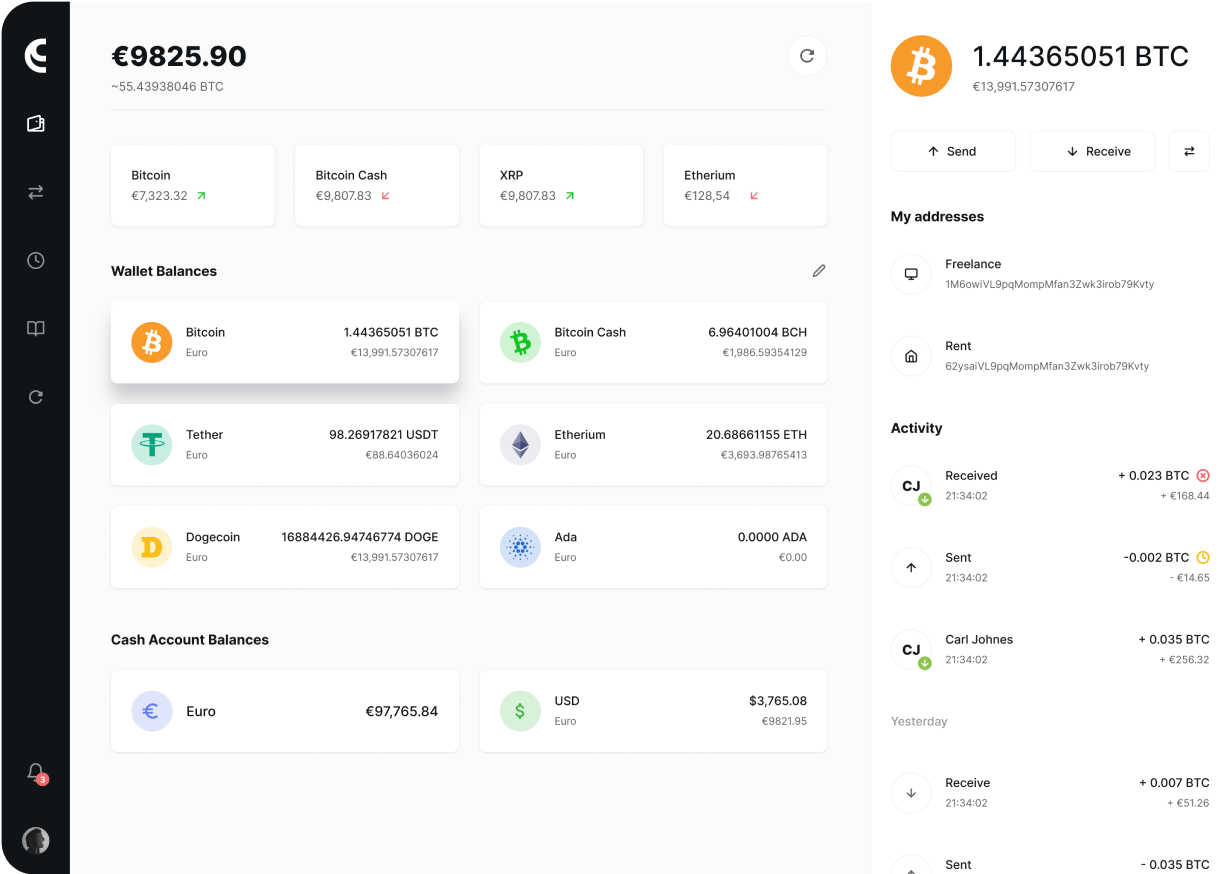 €9825.90
~55.43938046 BTC
Bitcoin
€7,323.32
Bitcoin Cash
€9,807.83
XRP
€9,807.83
Etherium
€128,54
Wallet Balances
Bitcoin 1.44365051 BTC
Euro €13,991.57307617
Bitcoin Cash 6.96401004 BCH
Euro €1,986.59354129
Tether 98.26917821 USDT
Euro €88.64036024
Etherium 20.68661155 ETH
Euro €3,693.98765413
Dogecoin 16884426.94746774 DOGE
Euro €13,991.57307617
Ada 0.0000 ADA
Euro €0.00
Cash Account Balances
Euro €97,765.84
USD $3,765.08
Euro €9821.95
3
1.44365051 BTC
€13,991.57307617
Send
Receive
My addresses
Freelance
1M6owiVL9pqMompMfan3Zwk3irob79Kvty
Rent
62ysaiVL9pqMompMfan3Zwk3irob79Kvty
Activity
CJ
Received + 0.023 BTC
21:34:02 + €168.44
Sent -0.002 BTC
21:34:02 - €14.65
CJ
Carl Johnes + 0.035 BTC
21:34:02 + €256.32
Yesterday
Receive + 0.007 BTC
21:34:02 + €51.26
Sent - 0.035 BTC